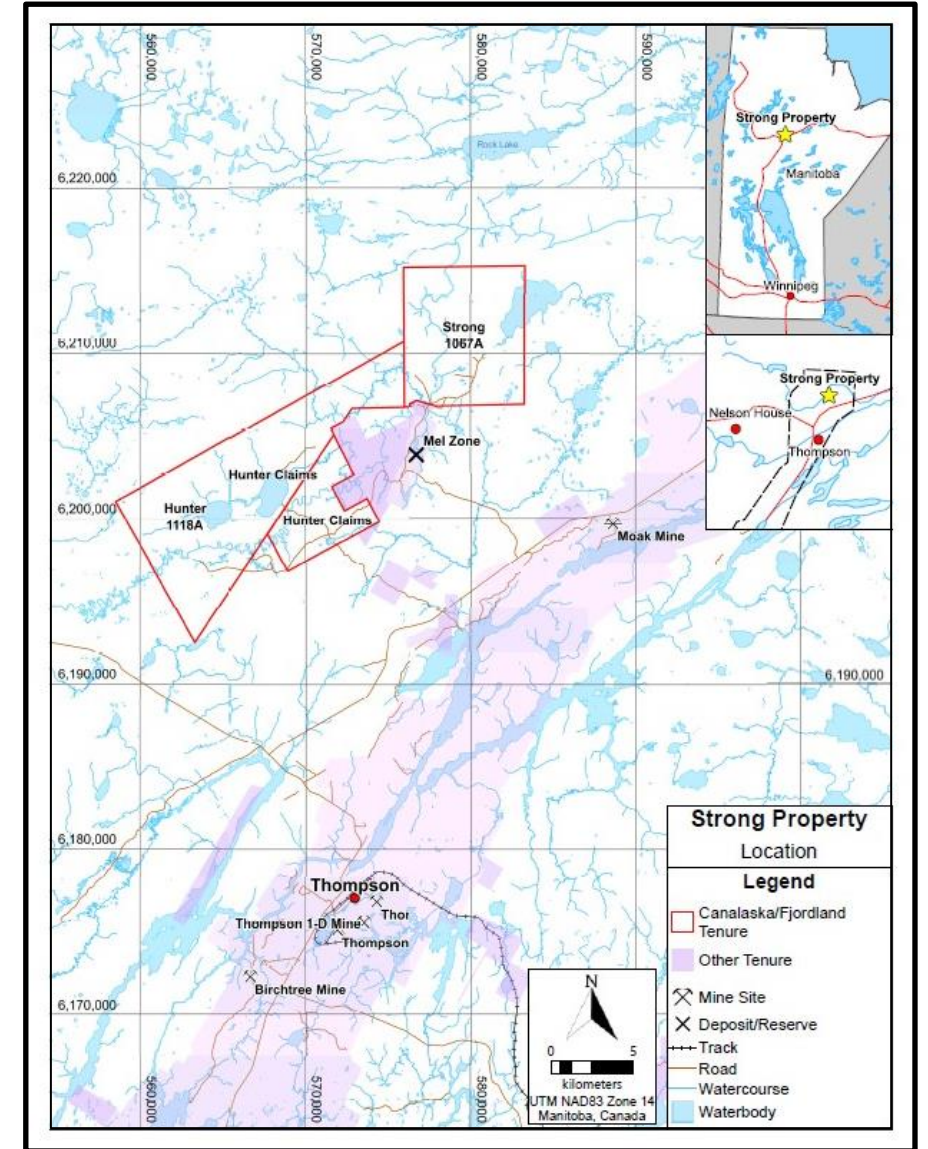 560,000
570,000
580,000
590,000
Rock Lake
6,220,000
Strong
1067A
6,210,000
Mel Zone
Hunter Claims
6,200,000
Hunter
1118A
Hunter Claims
Moak Mine
6,190,000
6,190,000
6,180,000
Thompson
Thor
Thompson 1-D Mine
Thompson
Birchtree Mine
6,170,000
560,000
570,000
580,000
Strong Property
Manitoba
Winnipeg
Strong Property
Nelson House
Thompson
N
0 5
kilometers
UTM NAD83 Zone 14
Manitoba, Canada
Strong Property
Location
Legend
Canalaska/Fjordland
Tenure
Other Tenure
Mine Site
Deposit/Reserve
Track
Road
Watercourse
Waterbody